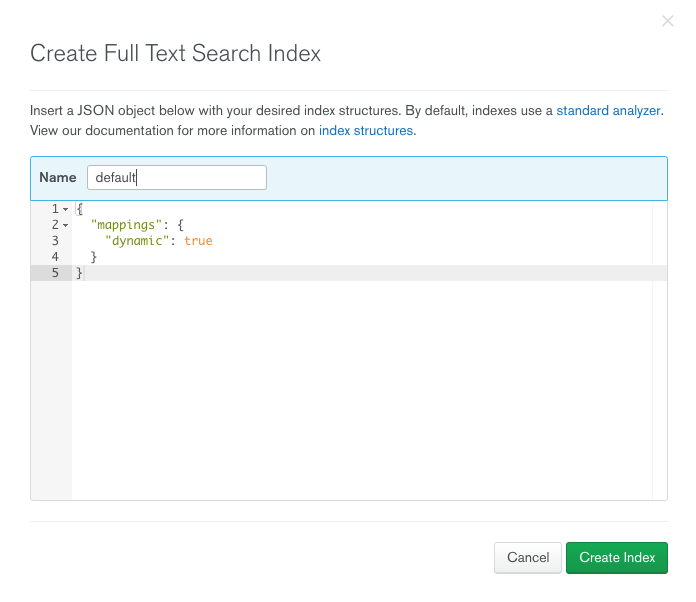 Create Full Text Search Index
Insert a JSON object below with your desired index structures. By default, indexes use a standard analyzer.
View our documentation for more information on index structures.
Name default
1 {
2 "mappings": {
3 "dynamic": true
4 }
5 }
Cancel Create Index